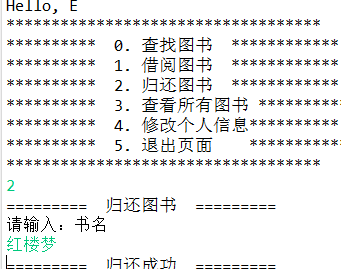 Hello, E
***********************************
********** 0. 查找图书 ************
********** 1. 借阅图书 ************
********** 2. 归还图书 ************
********** 3. 查看所有图书 *********
********** 4. 修改个人信息**********
********** 5. 退出页面 **********
***********************************
2
========= 归还图书 =========
请输入：书名
红楼梦
========= 归还成功 =========